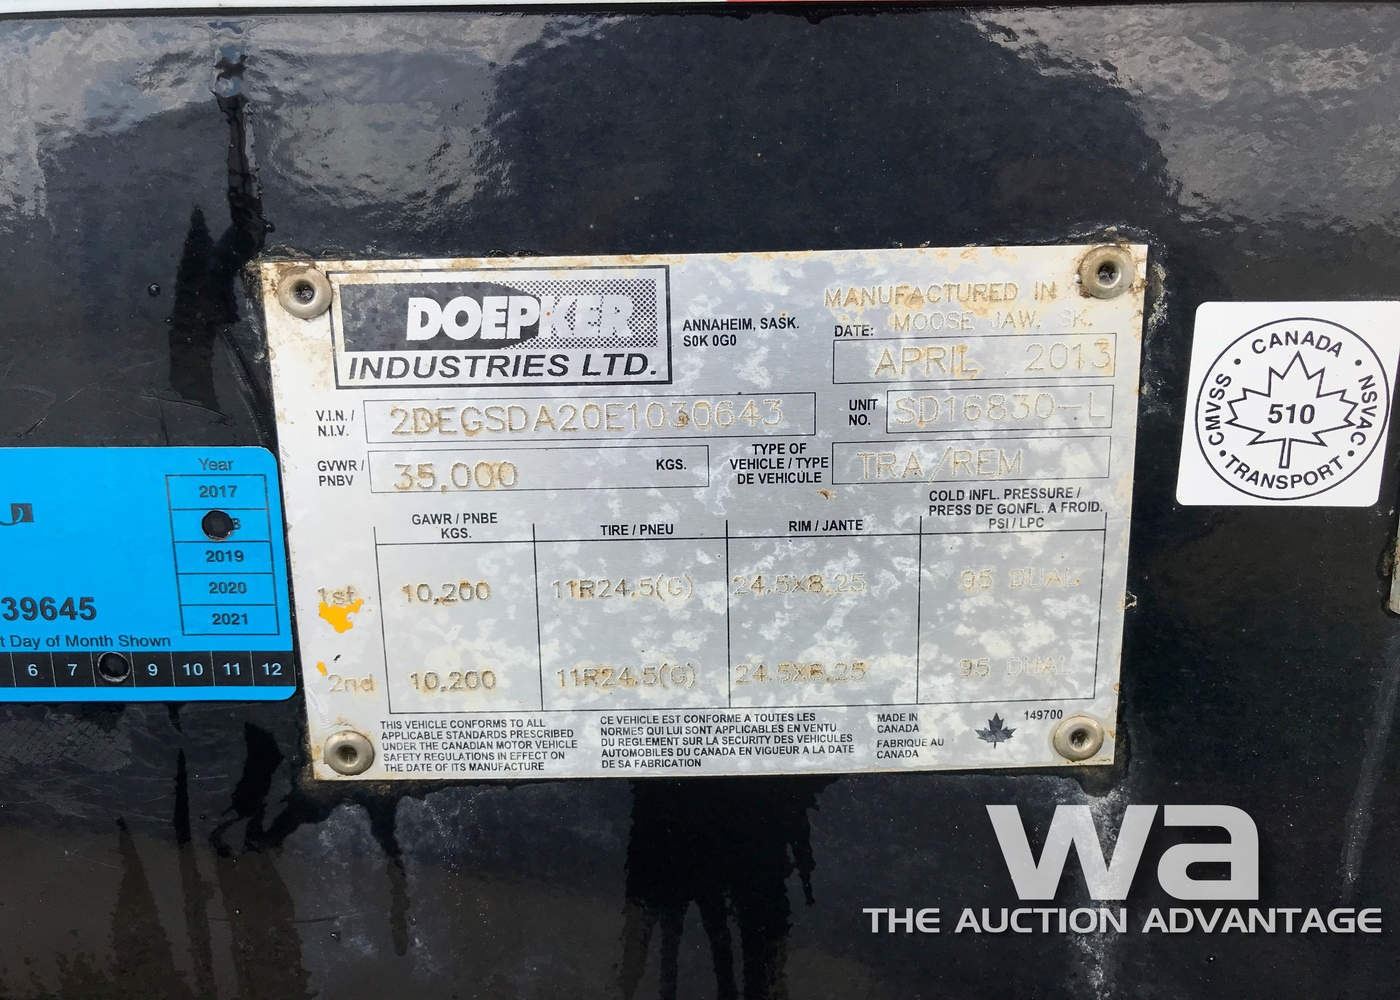 DOEPKER
INDUSTRIES LTD.
ANNAHEIM, SASK.
S0K 0G0
MANUFACTURED IN
MOOSE JAW, SK.
DATE:
APRIL 2013
V.I.N. /
N.I.V.
2DEGSDA20E1030643
UNIT
NO.
SD16830-L
GVWR /
PNBV
35,000
KGS.
TYPE OF
VEHICLE / TYPE
DE VEHICULE
TRA/REM
GAWR / PNBE
KGS.
TIRE / PNEU
RIM / JANTE
COLD INFL. PRESSURE /
PRESS DE GONFL. A FROID.
PSI / LPC
1st 10,200 11R24.5(G) 24.5X8.25 95 DUAL
2nd 10,200 11R24.5(G) 24.5X8.25 95 DUAL
THIS VEHICLE CONFORMS TO ALL
APPLICABLE STANDARDS PRESCRIBED
UNDER THE CANADIAN MOTOR VEHICLE
SAFETY REGULATIONS IN EFFECT ON
THE DATE OF ITS MANUFACTURE
CE VEHICLE EST CONFORME A TOUTES LES
NORMES QUI LUI SONT APPLICABLES EN VENTU
DU REGLEMENT SUR LA SECURITY DES VEHICULES
AUTOMOBILES DU CANADA EN VIGUEUR A LA DATE
DE SA FABRICATION
MADE IN
CANADA
FABRIQUE AU
CANADA
149700
Year
2017
2019
2020
2021
39645
t Day of Month Shown
6 7 9 10 11 12
CANADA
CMVSS
NSVAC
510
TRANSPORT
wa
THE AUCTION ADVANTAGE